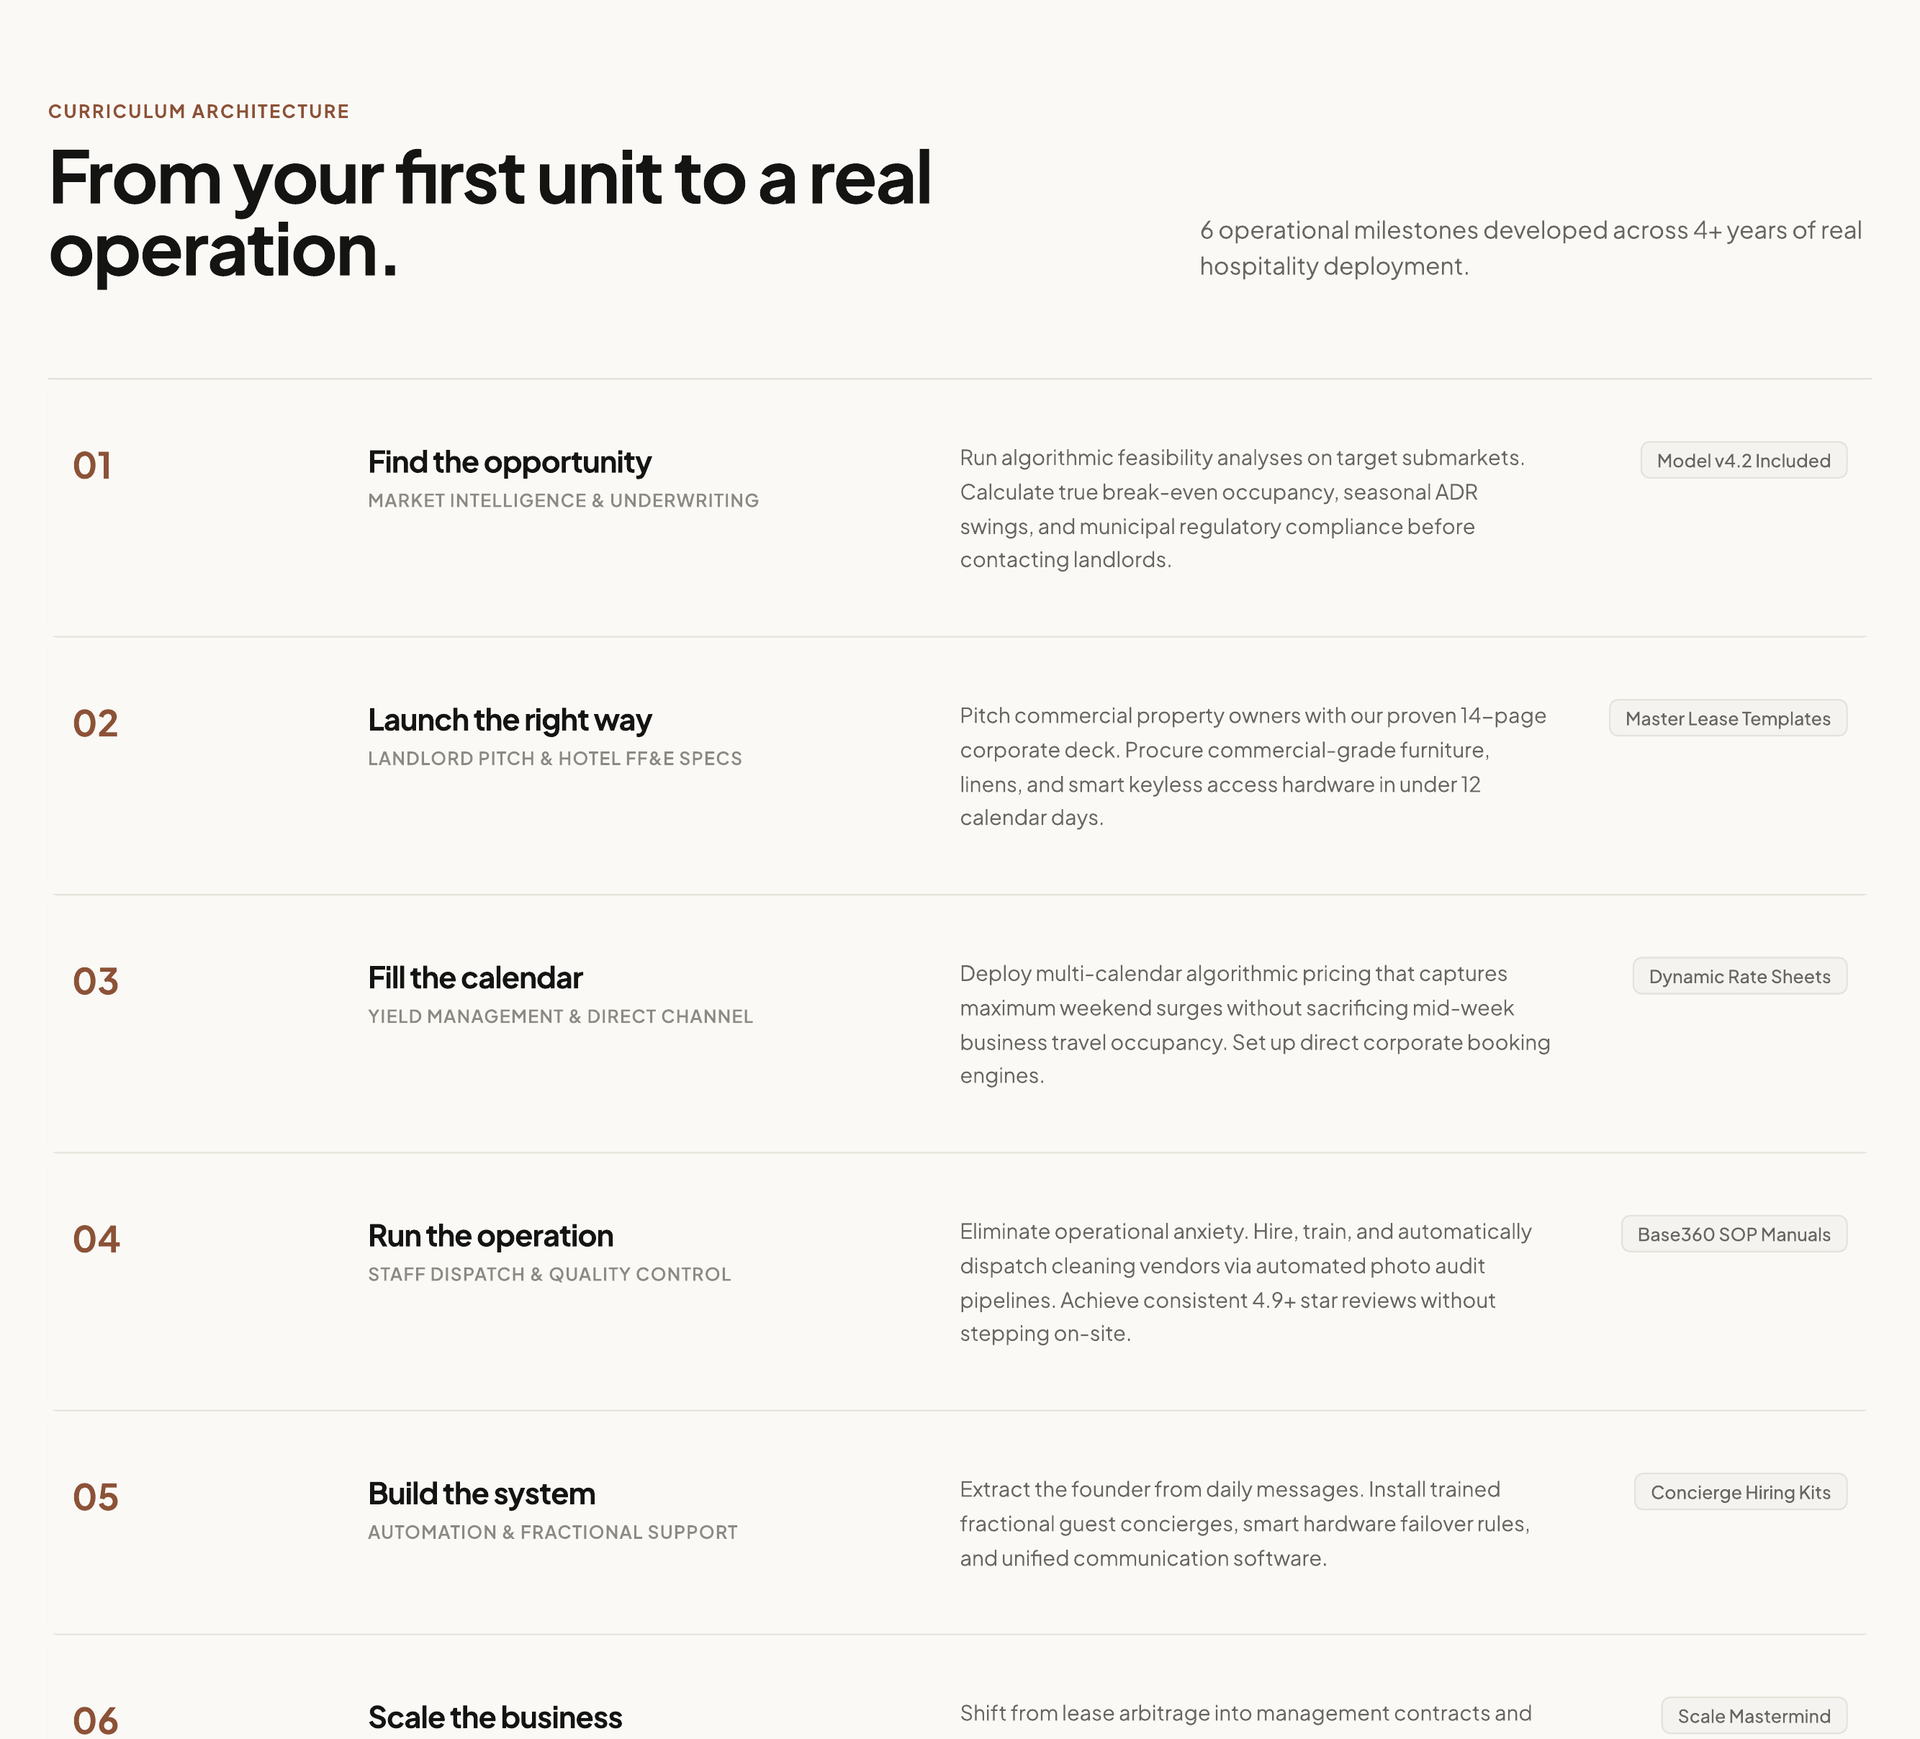 CURRICULUM ARCHITECTURE
From your first unit to a real
operation.
6 operational milestones developed across 4+ years of real
hospitality deployment.
01
Find the opportunity
MARKET INTELLIGENCE & UNDERWRITING
Run algorithmic feasibility analyses on target submarkets.
Calculate true break-even occupancy, seasonal ADR
swings, and municipal regulatory compliance before
contacting landlords.
Model v4.2 Included
02
Launch the right way
LANDLORD PITCH & HOTEL FF&E SPECS
Pitch commercial property owners with our proven 14-page
corporate deck. Procure commercial-grade furniture,
linens, and smart keyless access hardware in under 12
calendar days.
Master Lease Templates
03
Fill the calendar
YIELD MANAGEMENT & DIRECT CHANNEL
Deploy multi-calendar algorithmic pricing that captures
maximum weekend surges without sacrificing mid-week
business travel occupancy. Set up direct corporate booking
engines.
Dynamic Rate Sheets
04
Run the operation
STAFF DISPATCH & QUALITY CONTROL
Eliminate operational anxiety. Hire, train, and automatically
dispatch cleaning vendors via automated photo audit
pipelines. Achieve consistent 4.9+ star reviews without
stepping on-site.
Base360 SOP Manuals
05
Build the system
AUTOMATION & FRACTIONAL SUPPORT
Extract the founder from daily messages. Install trained
fractional guest concierges, smart hardware failover rules,
and unified communication software.
Concierge Hiring Kits
06
Scale the business
Shift from lease arbitrage into management contracts and
Scale Mastermind